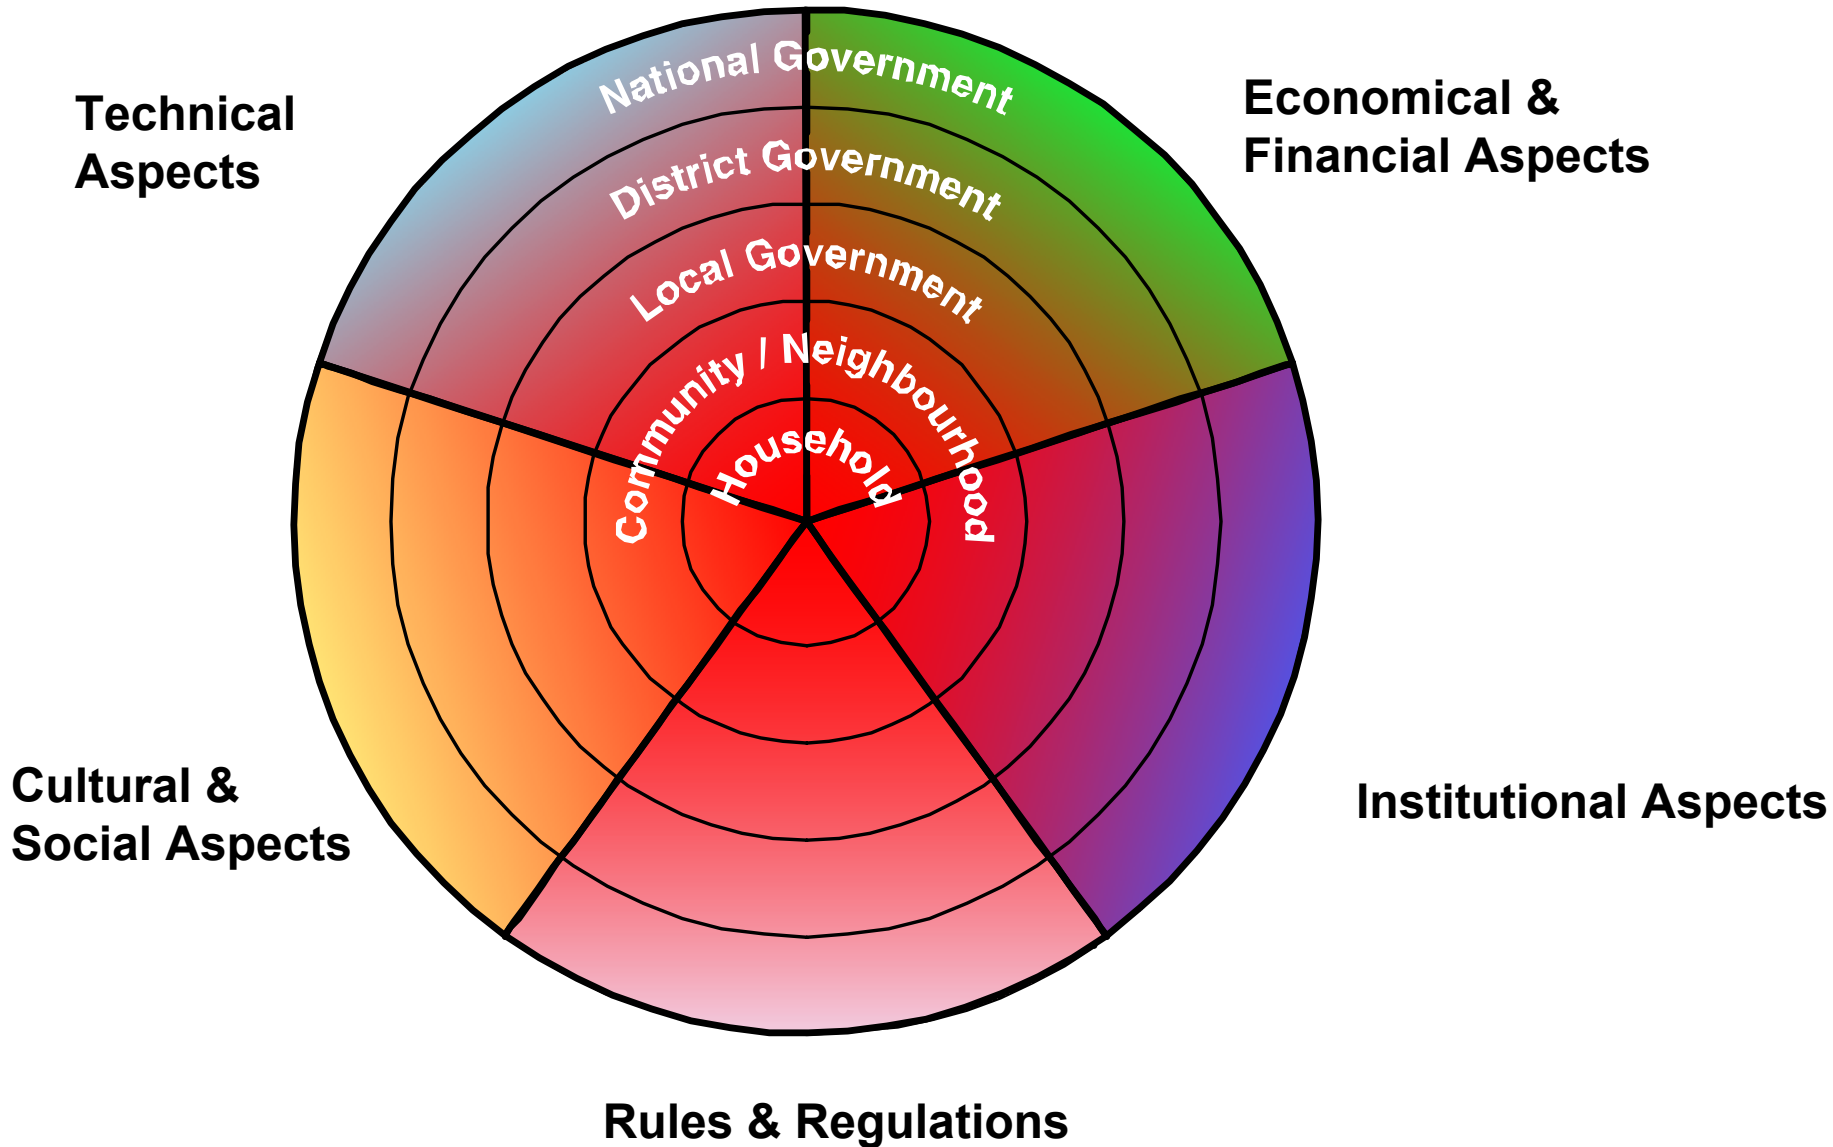 National Government
Technical
Aspects
Economical &
Financial Aspects
District Government
Local Government
Community / Neighbourhood
Household
Cultural &
Social Aspects
Institutional Aspects
Rules & Regulations